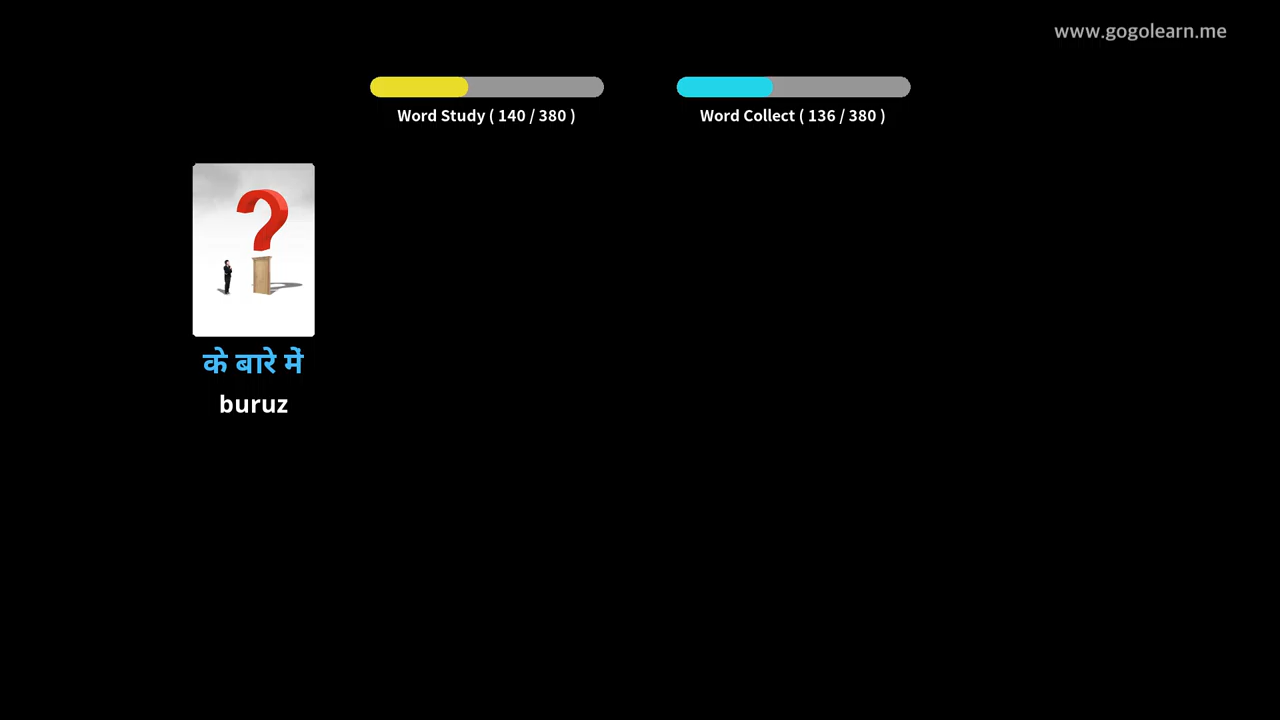 www.gogolearn.me
Word Study ( 140 / 380 )
Word Collect ( 136 / 380 )
के बारे में
buruz